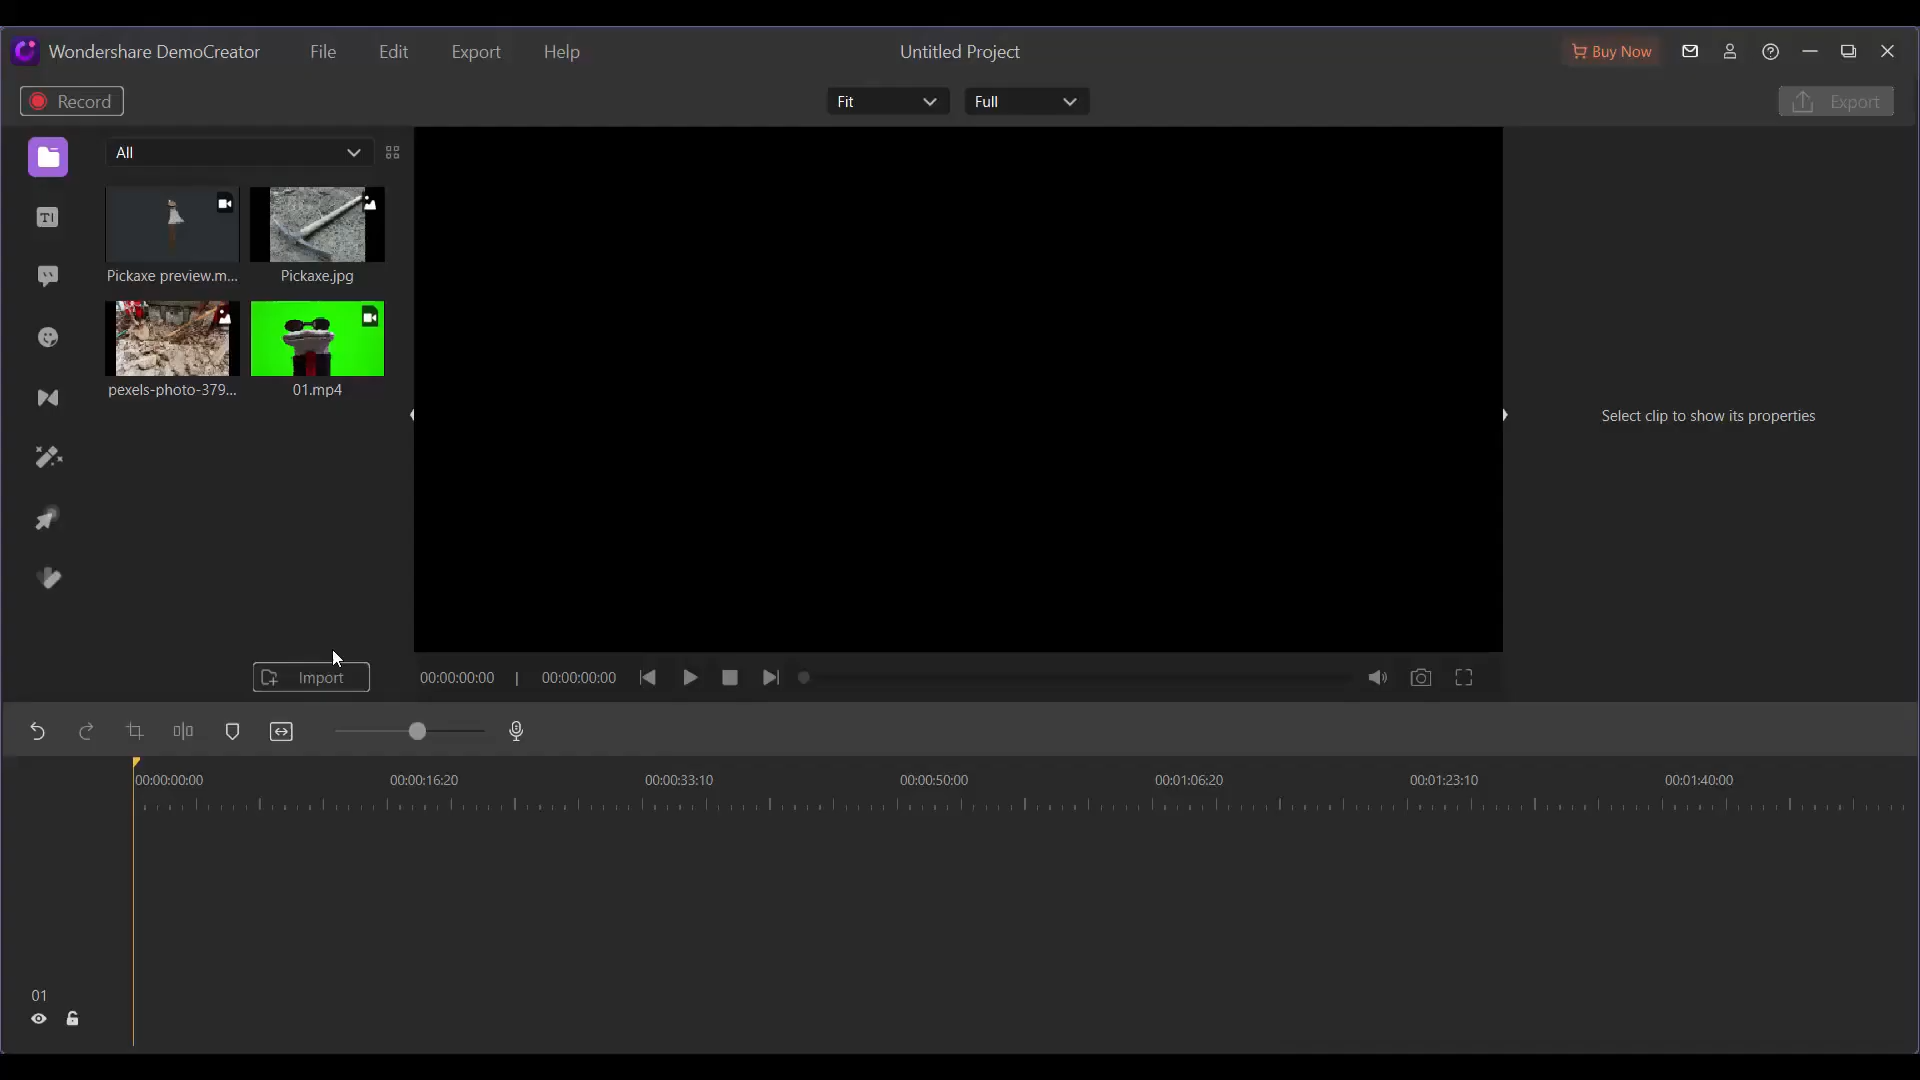 Wondershare DemoCreator File Edit Export Help Untitled Project Buy Now
Record Fit Full Export
All
TI
Pickaxe preview.m... Pickaxe.jpg
pexels-photo-379... 01.mp4
Select clip to show its properties
Import 00:00:00:00 | 00:00:00:00
00:00:00:00 00:00:16:20 00:00:33:10 00:00:50:00 00:01:06:20 00:01:23:10 00:01:40:00
01